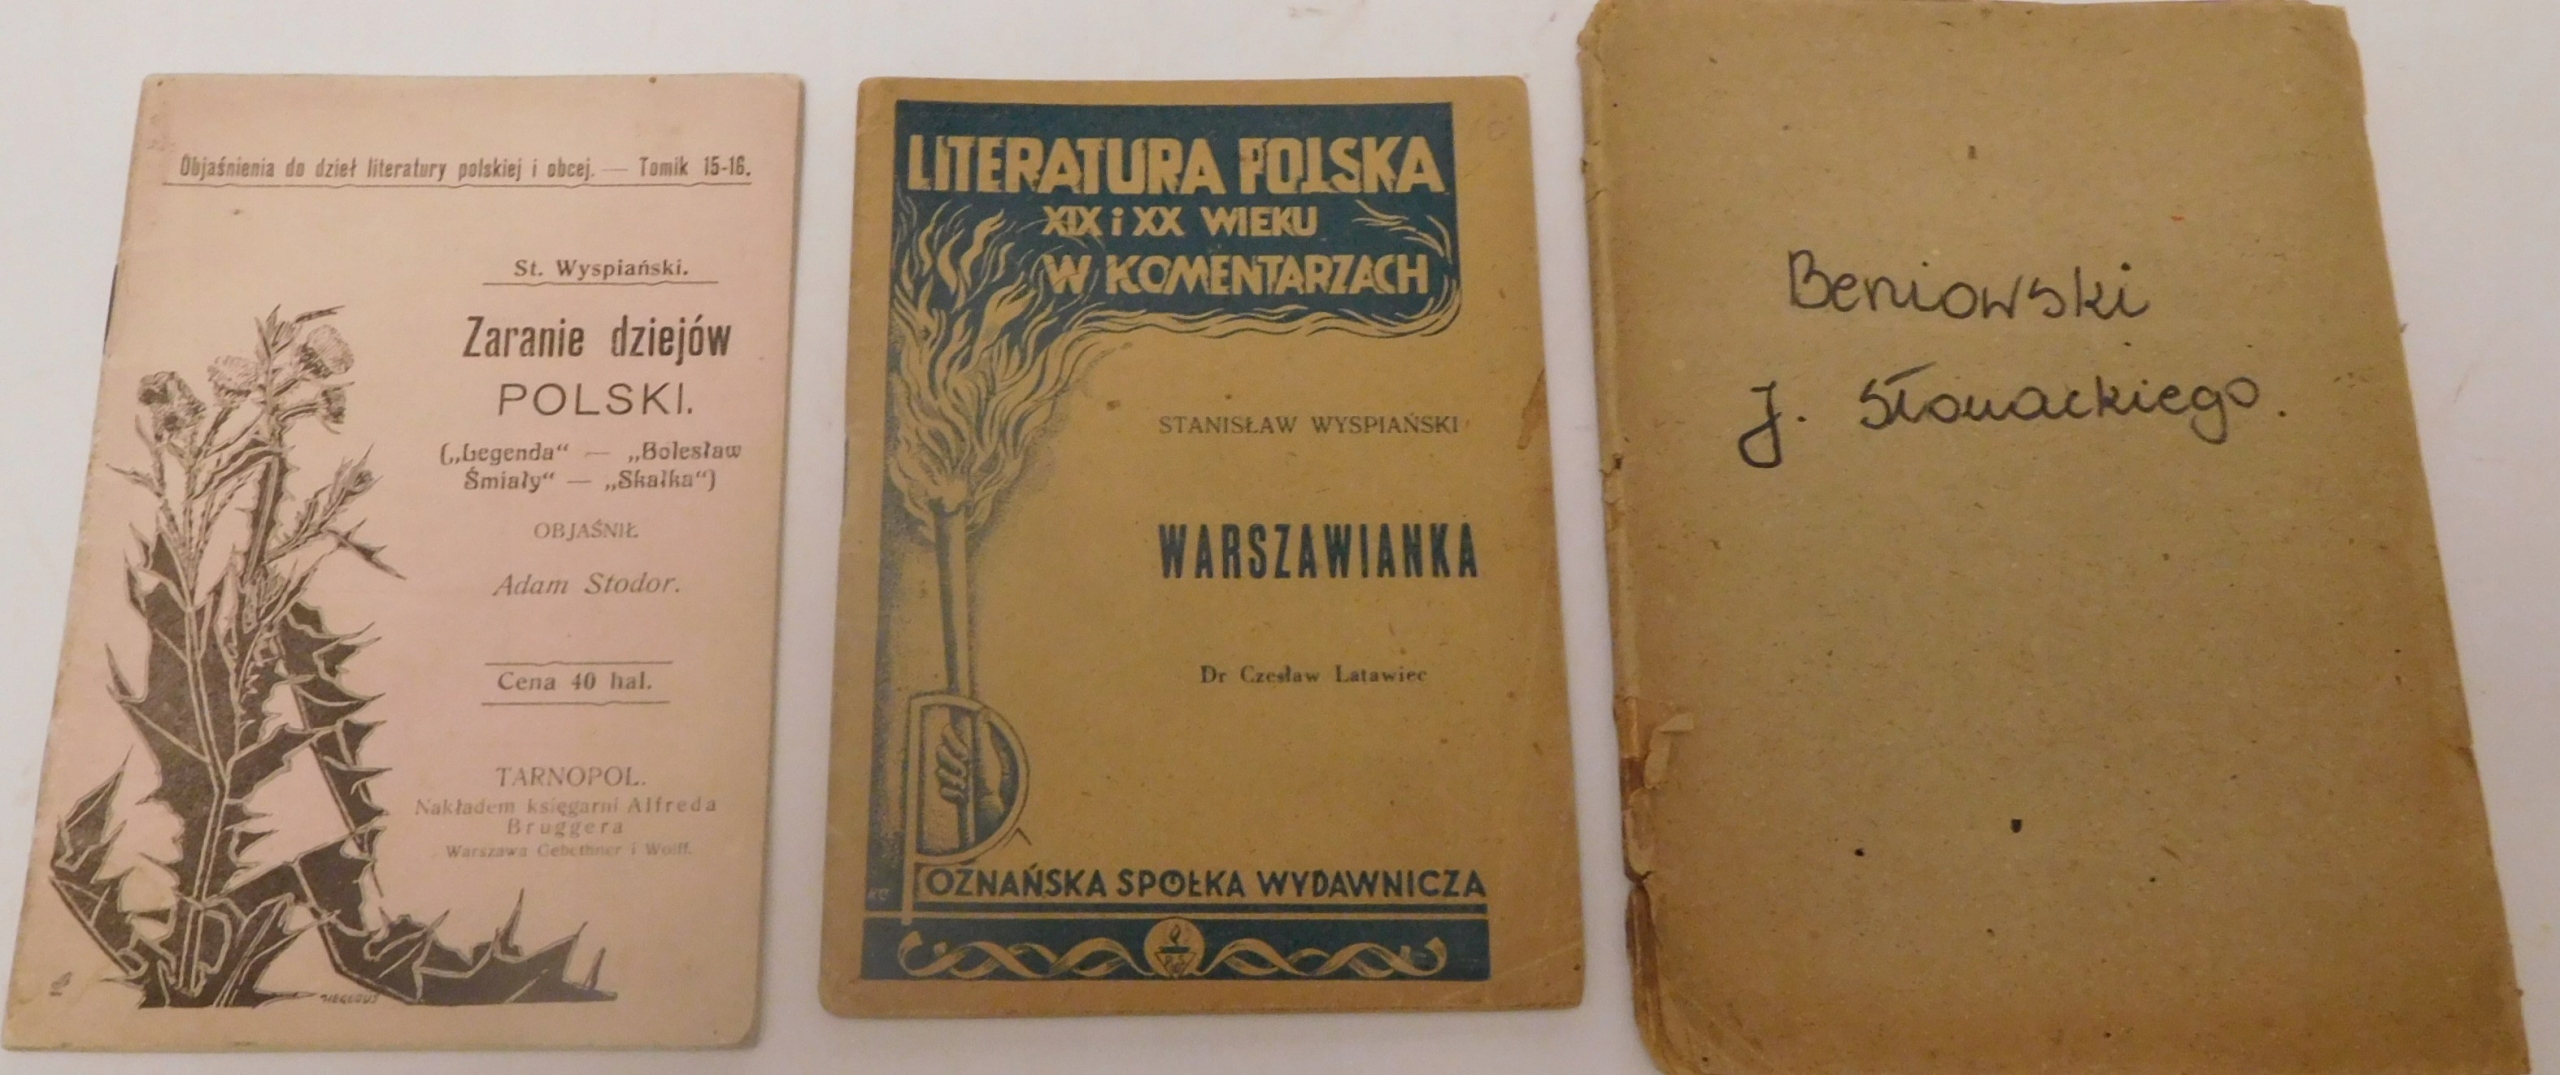 Objaśnienia do dzieł literatury polskiej i obcej. — Tomik 15-16.
St. Wyspiański.
Zaranie dziejów
POLSKI.
(„Legenda“ — „Bolesław
Śmiały“ — „Skałka“)
OBJAŚNIŁ
Adam Stodor.
Cena 40 hal.
TARNOPOL.
Nakładem księgarni Alfreda
Bruggera
Warszawa Gebethner i Wolff.
LITERATURA POLSKA
XIX i XX WIEKU
W KOMENTARZACH
STANISŁAW WYSPIAŃSKI
WARSZAWIANKA
Dr Czesław Latawiec
POZNAŃSKA SPÓŁKA WYDAWNICZA
Beniowski
J. Słowackiego.